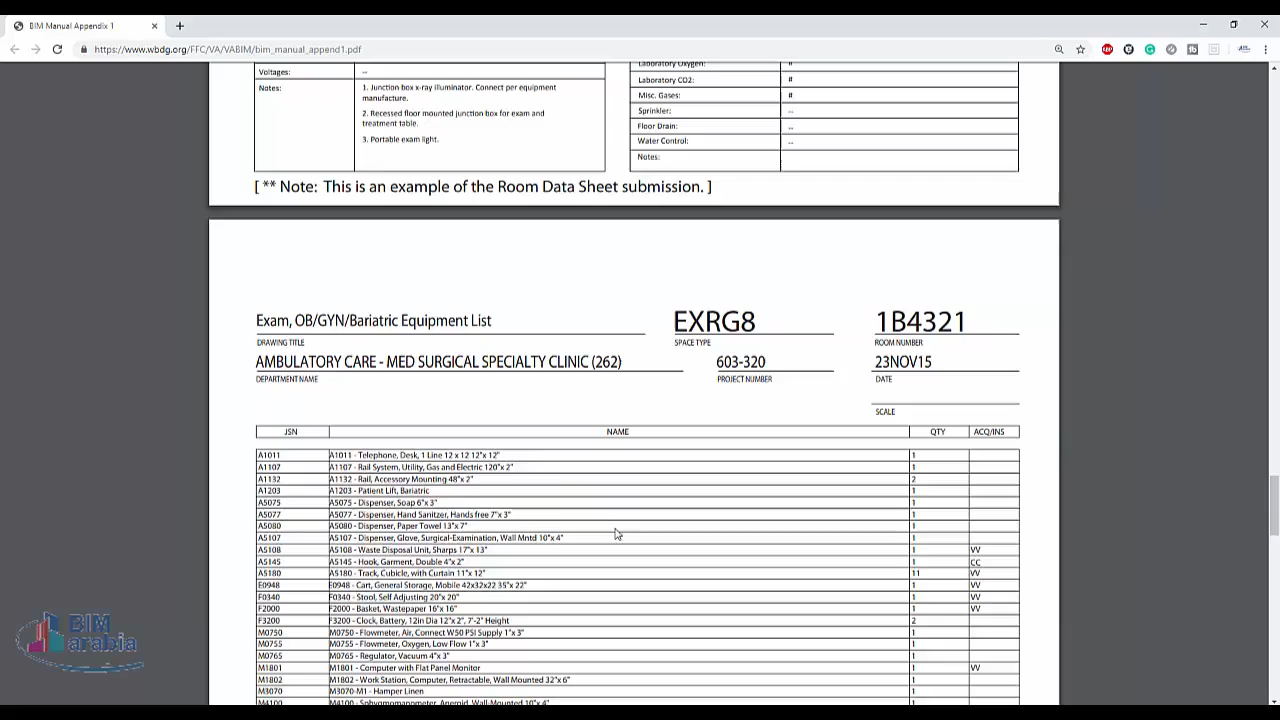 BIM Manual Appendix 1
https://www.wbdg.org/FFC/VA/VABIM/bim_manual_append1.pdf
Voltages: --
Notes: 1. Junction box x-ray illuminator. Connect per equipment
manufacture.
2. Recessed floor mounted junction box for exam and
treatment table.
3. Portable exam light.
Laboratory Oxygen: #
Laboratory CO2: #
Misc. Gases: #
Sprinkler: --
Floor Drain: --
Water Control: --
Notes:
[ ** Note: This is an example of the Room Data Sheet submission. ]
Exam, OB/GYN/Bariatric Equipment List EXRG8 1B4321
DRAWING TITLE SPACE TYPE ROOM NUMBER
AMBULATORY CARE - MED SURGICAL SPECIALTY CLINIC (262) 603-320 23NOV15
DEPARTMENT NAME PROJECT NUMBER DATE
SCALE
JSN NAME QTY ACQ/INS
A1011 A1011 - Telephone, Desk, 1 Line 12 x 12 12"x 12" 1
A1107 A1107 - Rail System, Utility, Gas and Electric 120"x 2" 1
A1132 A1132 - Rail, Accessory Mounting 48"x 2" 2
A1203 A1203 - Patient Lift, Bariatric 1
A5075 A5075 - Dispenser, Soap 6"x 3" 1
A5077 A5077 - Dispenser, Hand Sanitizer, Hands free 7"x 3" 1
A5080 A5080 - Dispenser, Paper Towel 13"x 7" 1
A5107 A5107 - Dispenser, Glove, Surgical-Examination, Wall Mntd 10"x 4" 1
A5108 A5108 - Waste Disposal Unit, Sharps 17"x 13" 1 VV
A5145 A5145 - Hook, Garment, Double 4"x 2" 1 CC
A5180 A5180 - Track, Cubicle, with Curtain 11"x 12" 11 VV
E0948 E0948 - Cart, General Storage, Mobile 42x32x22 35"x 22" 1 VV
F0340 F0340 - Stool, Self Adjusting 20"x 20" 1 VV
F2000 F2000 - Basket, Wastepaper 16"x 16" 1 VV
F3200 F3200 - Clock, Battery, 12in Dia 12"x 2", 7'-2" Height 2
M0750 M0750 - Flowmeter, Air, Connect W50 PSI Supply 1"x 3" 1
M0755 M0755 - Flowmeter, Oxygen, Low Flow 1"x 3" 1
M0765 M0765 - Regulator, Vacuum 4"x 3" 1
M1801 M1801 - Computer with Flat Panel Monitor 1 VV
M1802 M1802 - Work Station, Computer, Retractable, Wall Mounted 32"x 6" 1
M3070 M3070-M1 - Hamper Linen 1
M4100 M4100 - Sphygmomanometer, Aneroid, Wall-Mounted 10"x 4" 1
BIM
arabia